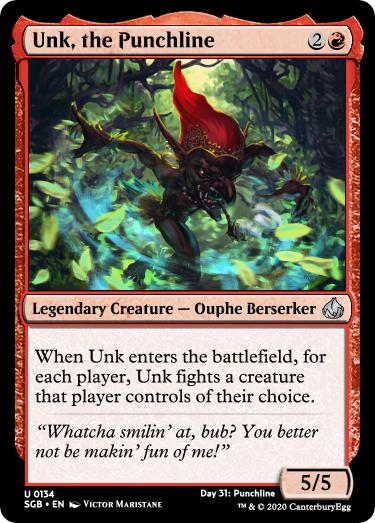 Unk, the Punchline 2
Legendary Creature — Ouphe Berserker
When Unk enters the battlefield, for
each player, Unk fights a creature
that player controls of their choice.
“Whatcha smilin’ at, bub? You better
not be makin’ fun of me!”
5/5
U 0134
Day 31: Punchline
SGB • EN Victor Maristane
™ & © 2020 CanterburyEgg